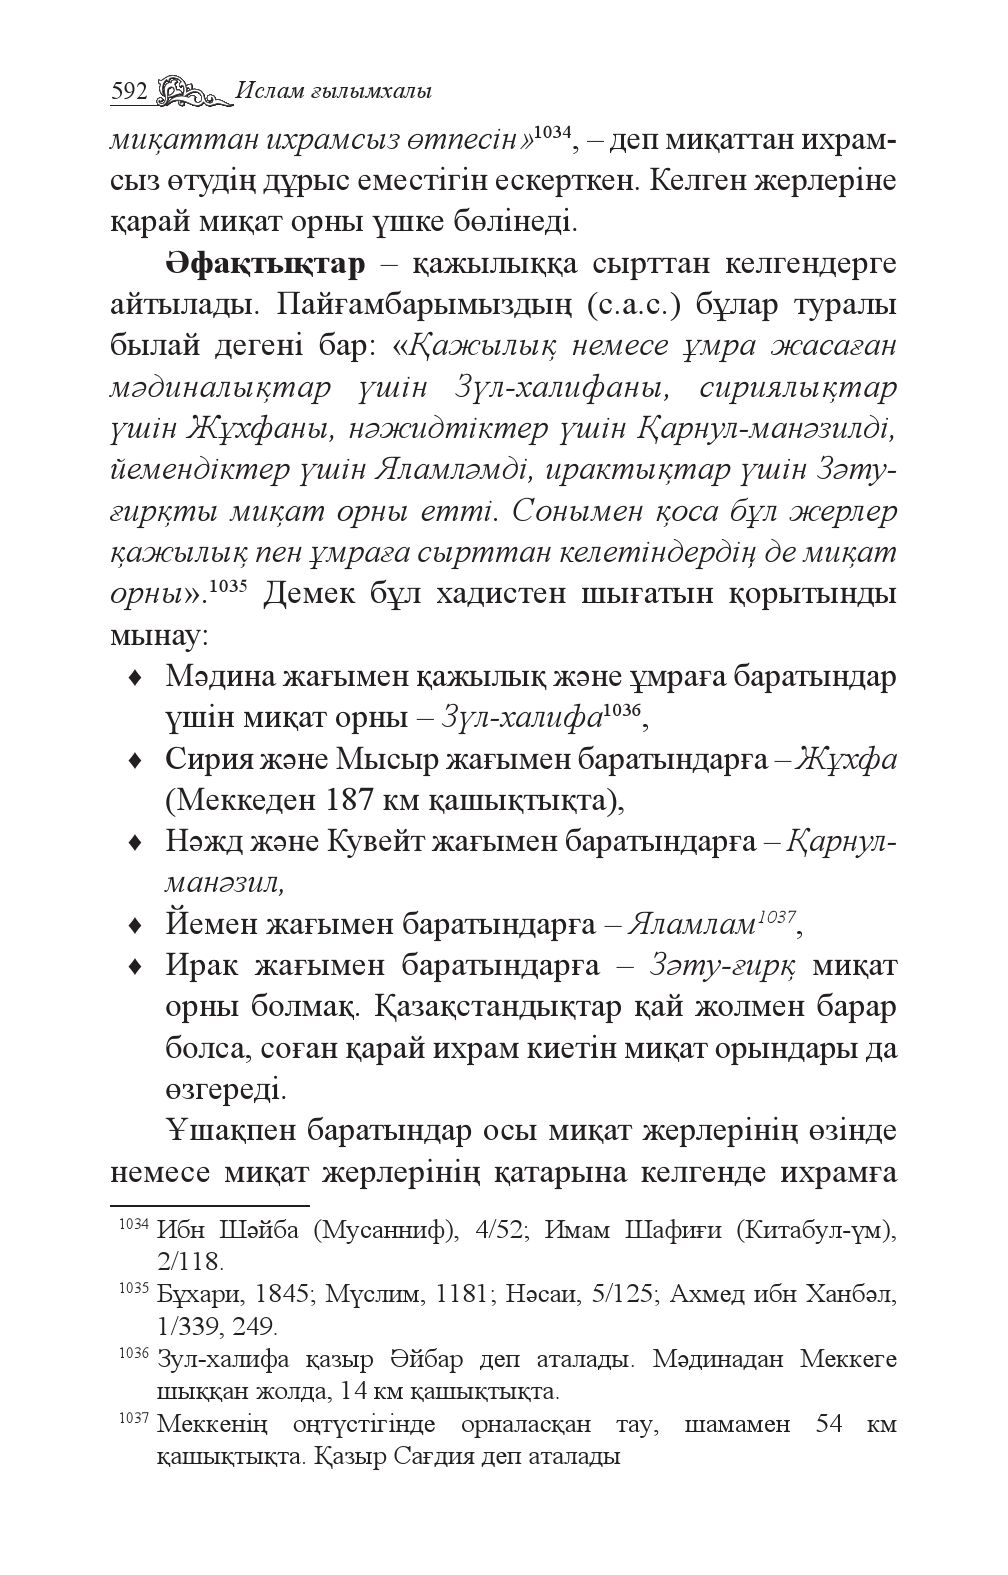 592 Ислам ғылымхалы
миқаттан ихрамсыз өтпесін»1034, – деп миқаттан ихрам-
сыз өтудің дұрыс еместігін ескерткен. Келген жерлеріне
қарай миқат орны үшке бөлінеді.
Әфақтықтар – қажылыққа сырттан келгендерге
айтылады. Пайғамбарымыздың (с.а.с.) бұлар туралы
былай дегені бар: «Қажылық немесе ұмра жасаған
мәдиналықтар үшін Зүл-халифаны, сириялықтар
үшін Жұхфаны, нәжидтіктер үшін Қарнул-манәзилді,
йемендіктер үшін Яламләмді, ирактықтар үшін Зәту-
ғирқты миқат орны етті. Сонымен қоса бұл жерлер
қажылық пен ұмраға сырттан келетіндердің де миқат
орны».1035 Демек бұл хадистен шығатын қорытынды
мынау:
♦ Мәдина жағымен қажылық және ұмраға баратындар
үшін миқат орны – Зүл-халифа1036,
♦ Сирия және Мысыр жағымен баратындарға – Жұхфа
(Меккеден 187 км қашықтықта),
♦ Нәжд және Кувейт жағымен баратындарға – Қарнул-
манәзил,
♦ Йемен жағымен баратындарға – Яламлам1037,
♦ Ирак жағымен баратындарға – Зәту-ғирқ миқат
орны болмақ. Қазақстандықтар қай жолмен барар
болса, соған қарай ихрам киетін миқат орындары да
өзгереді.
Ұшақпен баратындар осы миқат жерлерінің өзінде
немесе миқат жерлерінің қатарына келгенде ихрамға
1034 Ибн Шәйба (Мусанниф), 4/52; Имам Шафиғи (Китабул-үм),
2/118.
1035 Бұхари, 1845; Мүслим, 1181; Нәсаи, 5/125; Ахмед ибн Ханбәл,
1/339, 249.
1036 Зул-халифа қазыр Әйбар деп аталады. Мәдинадан Меккеге
шыққан жолда, 14 км қашықтықта.
1037 Меккенің оңтүстігінде орналасқан тау, шамамен 54 км
қашықтықта. Қазыр Сағдия деп аталады